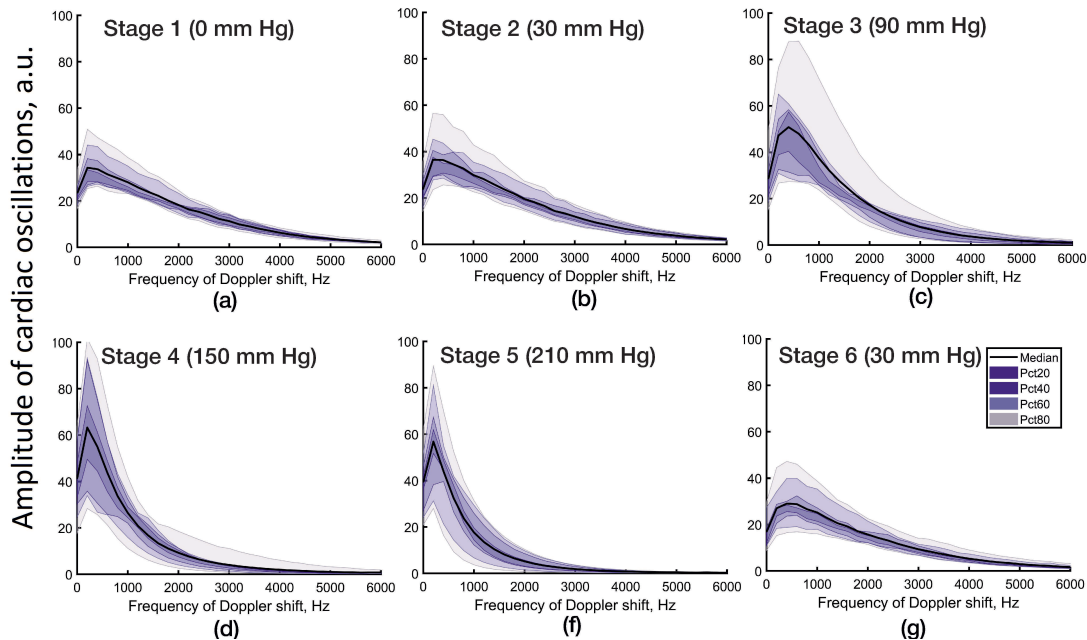 Amplitude of cardiac oscillations, a.u.
Stage 1 (0 mm Hg)
100
80
60
40
20
0
0 1000 2000 3000 4000 5000 6000
Frequency of Doppler shift, Hz
(a)
Stage 2 (30 mm Hg)
100
80
60
40
20
0
0 1000 2000 3000 4000 5000 6000
Frequency of Doppler shift, Hz
(b)
Stage 3 (90 mm Hg)
100
80
60
40
20
0
0 1000 2000 3000 4000 5000 6000
Frequency of Doppler shift, Hz
(c)
Stage 4 (150 mm Hg)
100
80
60
40
20
0
0 1000 2000 3000 4000 5000 6000
Frequency of Doppler shift, Hz
(d)
Stage 5 (210 mm Hg)
100
80
60
40
20
0
0 1000 2000 3000 4000 5000 6000
Frequency of Doppler shift, Hz
(f)
Stage 6 (30 mm Hg)
100
80
60
40
20
0
0 1000 2000 3000 4000 5000 6000
Frequency of Doppler shift, Hz
(g)
Median
Pct20
Pct40
Pct60
Pct80